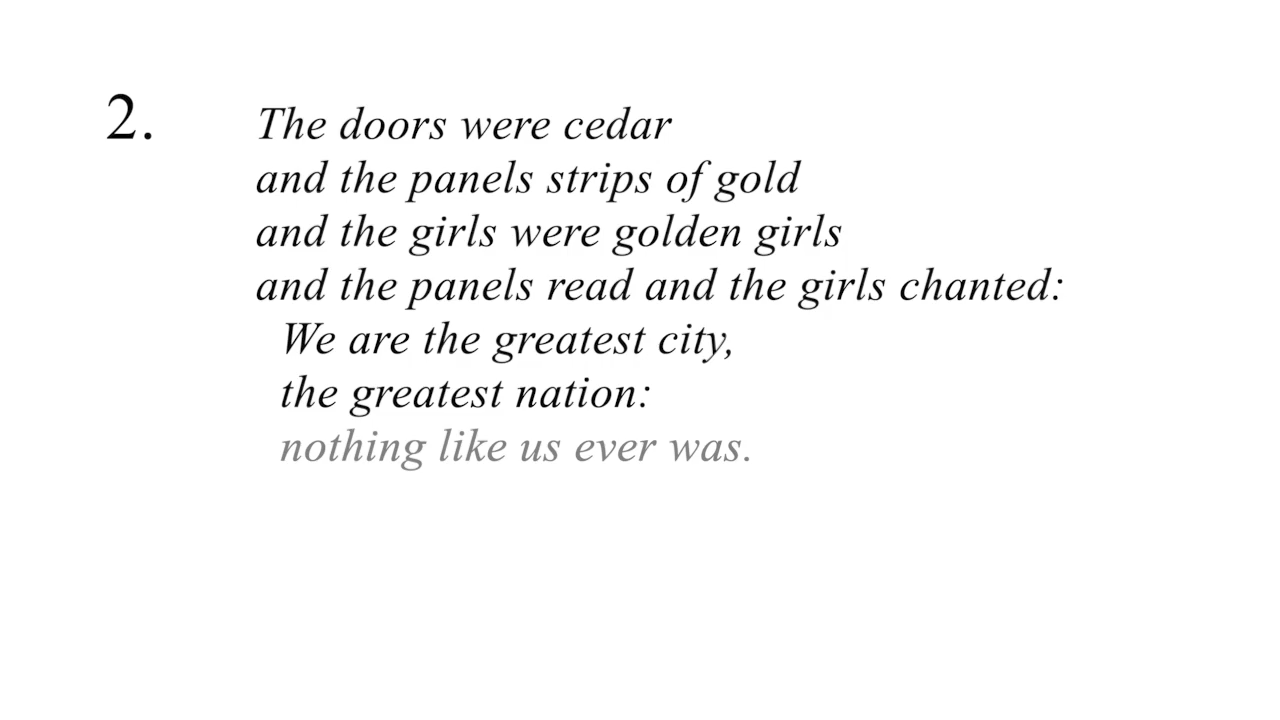 2. The doors were cedar
and the panels strips of gold
and the girls were golden girls
and the panels read and the girls chanted:
We are the greatest city,
the greatest nation:
nothing like us ever was.